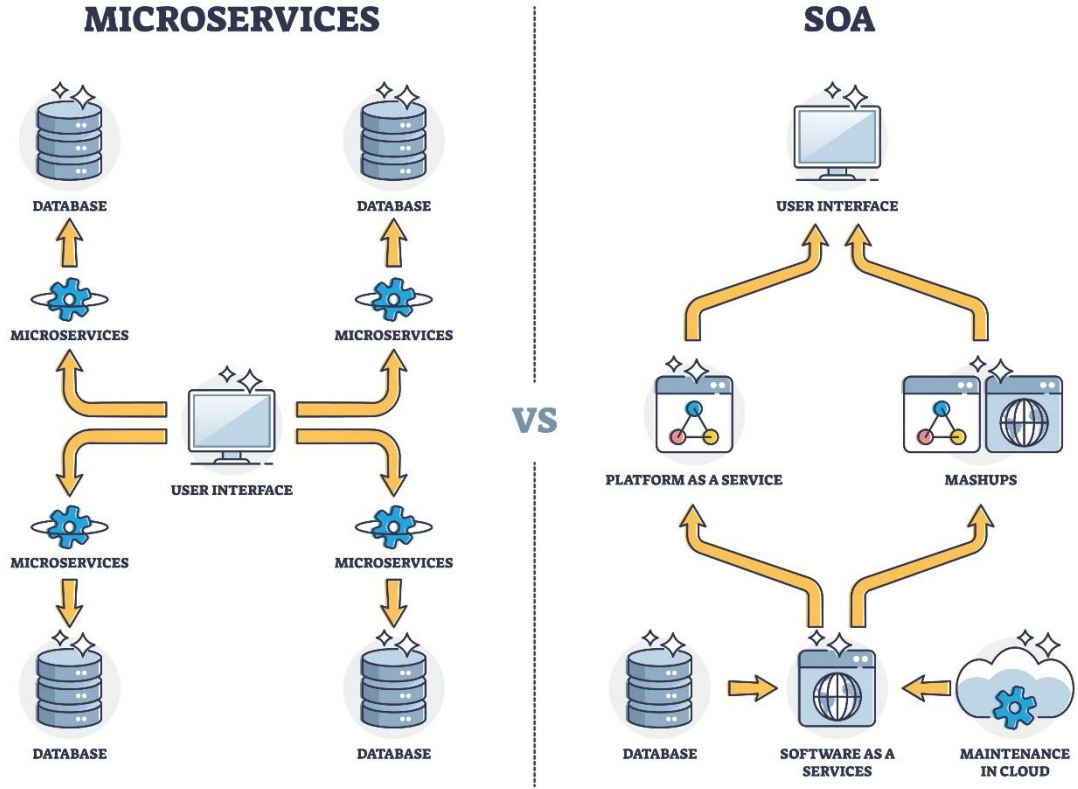 MICROSERVICES
DATABASE
DATABASE
MICROSERVICES
MICROSERVICES
USER INTERFACE
MICROSERVICES
MICROSERVICES
DATABASE
DATABASE
VS
SOA
USER INTERFACE
PLATFORM AS A SERVICE
MASHUPS
DATABASE
SOFTWARE AS A
SERVICES
MAINTENANCE
IN CLOUD